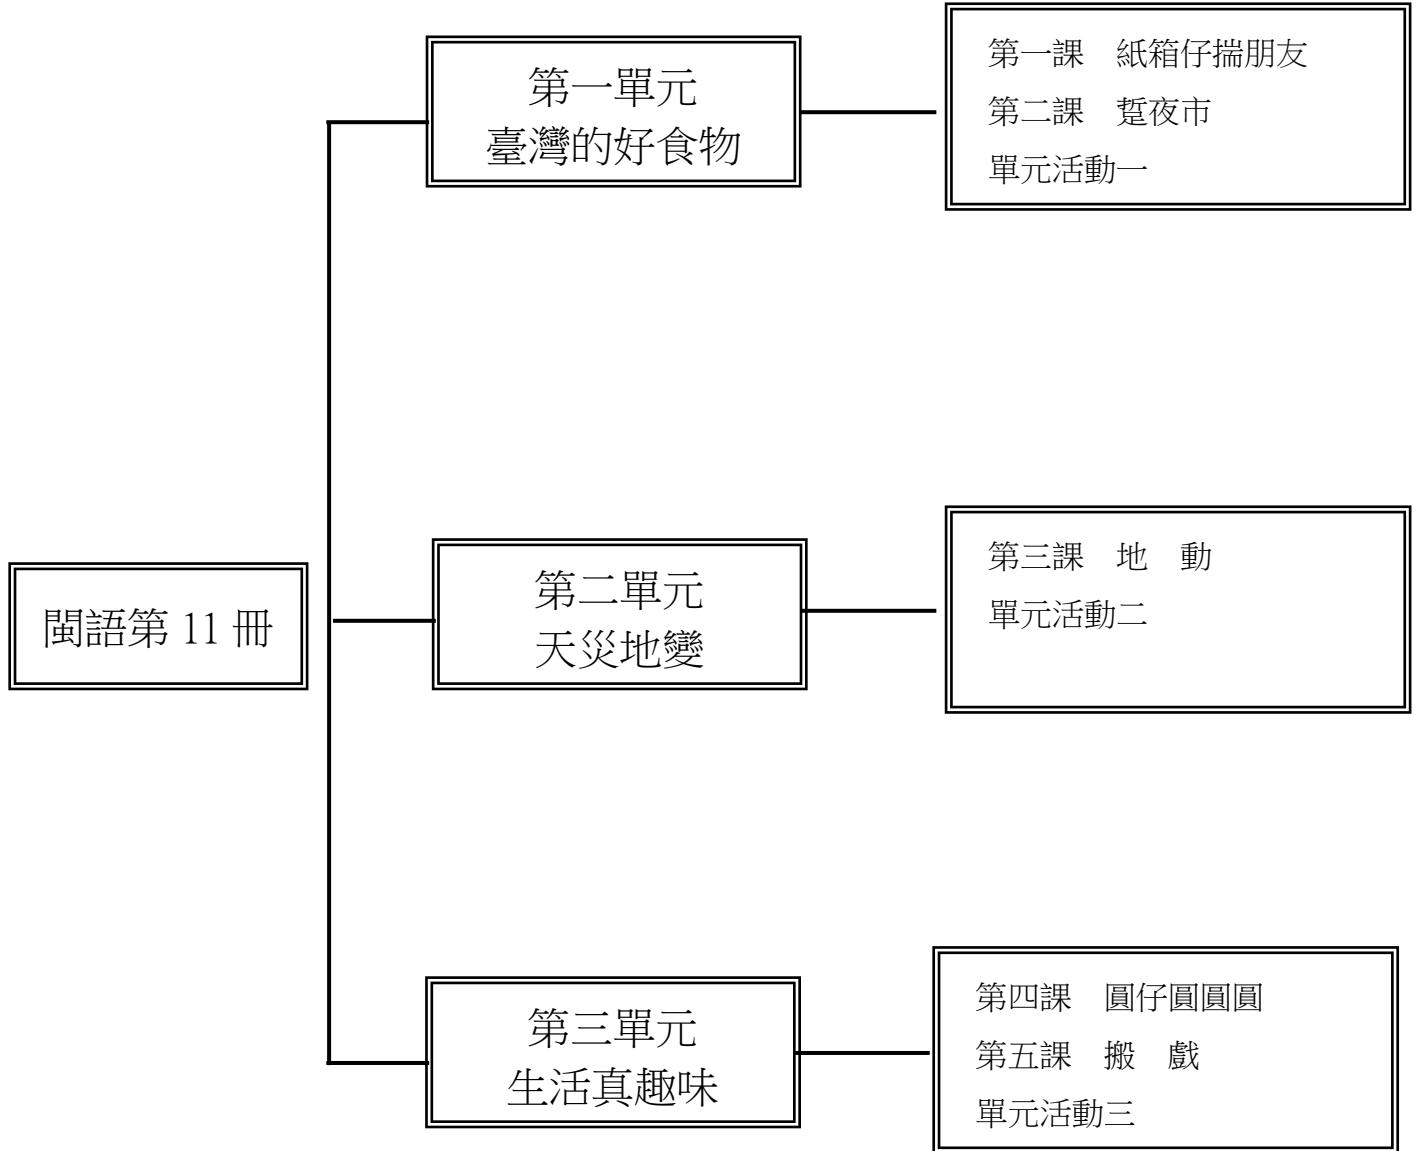 閩語第 11 冊
第一單元
臺灣的好食物
第一課　紙箱仔揣朋友
第二課　踅夜市
單元活動一
第二單元
天災地變
第三課　地　動
單元活動二
第三單元
生活真趣味
第四課　圓仔圓圓圓
第五課　搬　戲
單元活動三